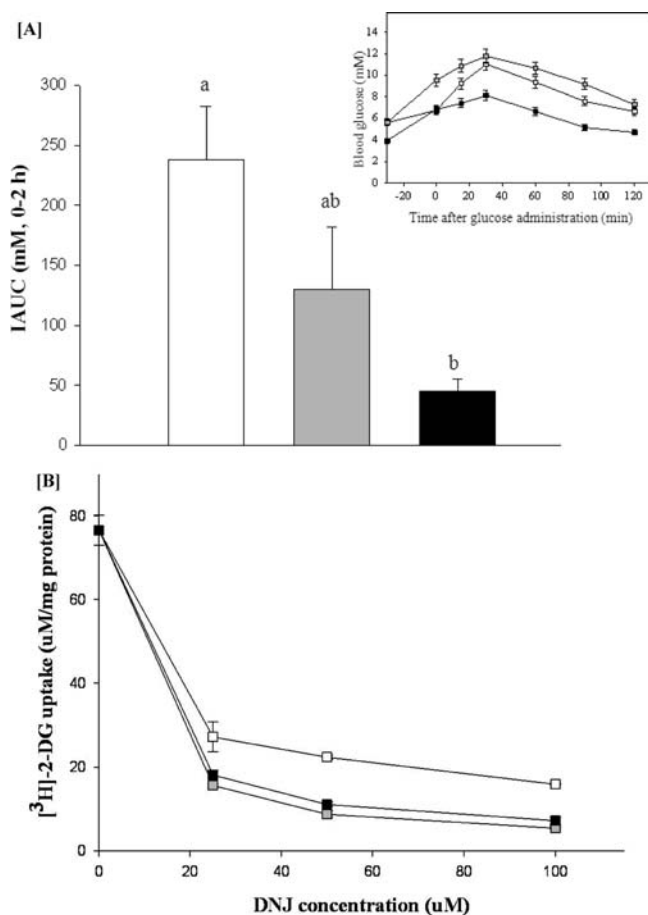 [A]
300
250
200
150
100
50
0
IAUC (mM, 0-2 h)
a
ab
b
14
12
10
8
6
4
2
0
Blood glucose (mM)
-20 0 20 40 60 80 100 120
Time after glucose administration (min)
[B]
80
60
40
20
0
[³H]-2-DG uptake (uM/mg protein)
0 20 40 60 80 100
DNJ concentration (uM)